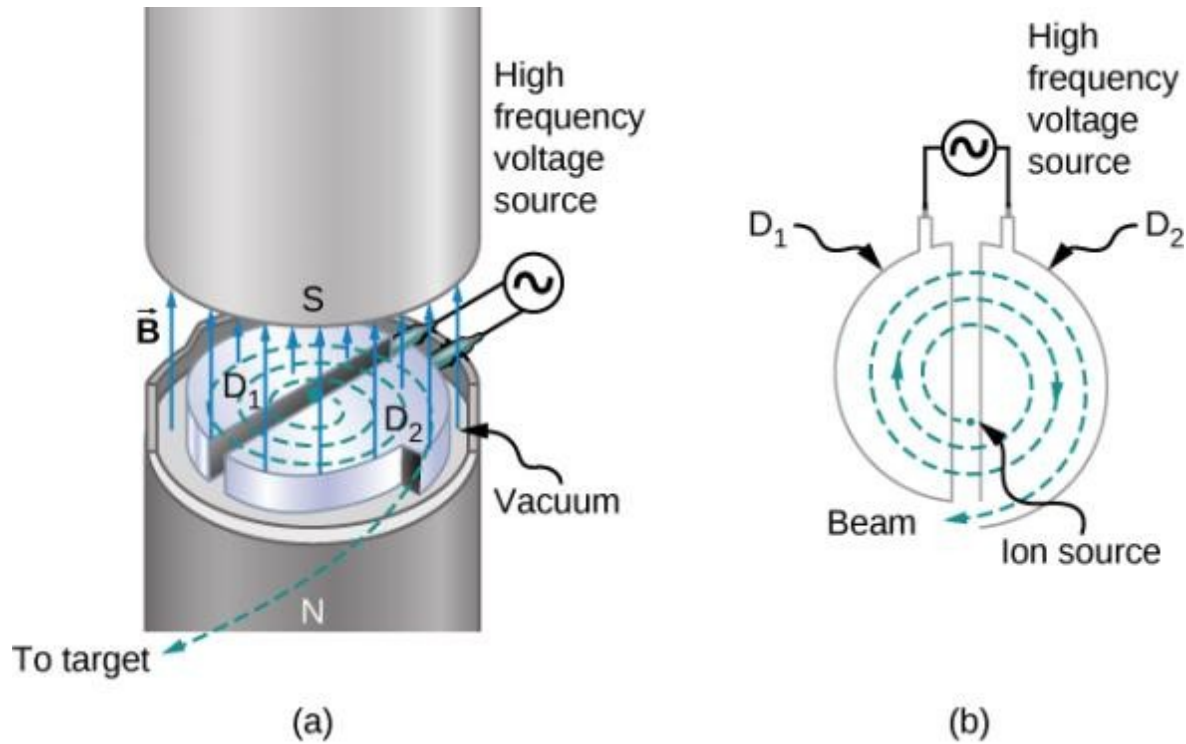 High
frequency
voltage
source
S
B
D1
D2
Vacuum
N
To target
(a)
High
frequency
voltage
source
D1
D2
Beam
Ion source
(b)